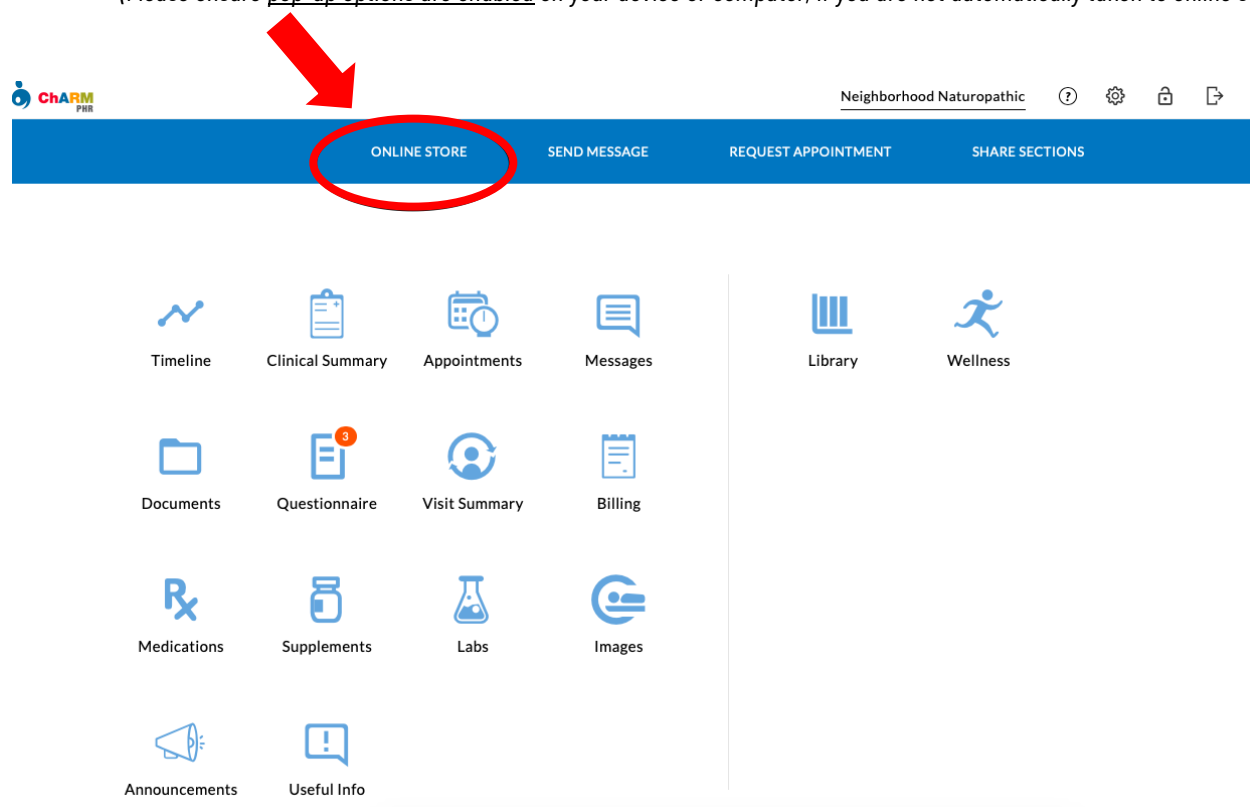 (Please ensure pop-up options are enabled on your device or computer, if you are not automatically taken to online
ChARM
PHR
Neighborhood Naturopathic
?
ONLINE STORE SEND MESSAGE REQUEST APPOINTMENT SHARE SECTIONS
Timeline Clinical Summary Appointments Messages Library Wellness
3
Documents Questionnaire Visit Summary Billing
Rx
Medications Supplements Labs Images
Announcements Useful Info